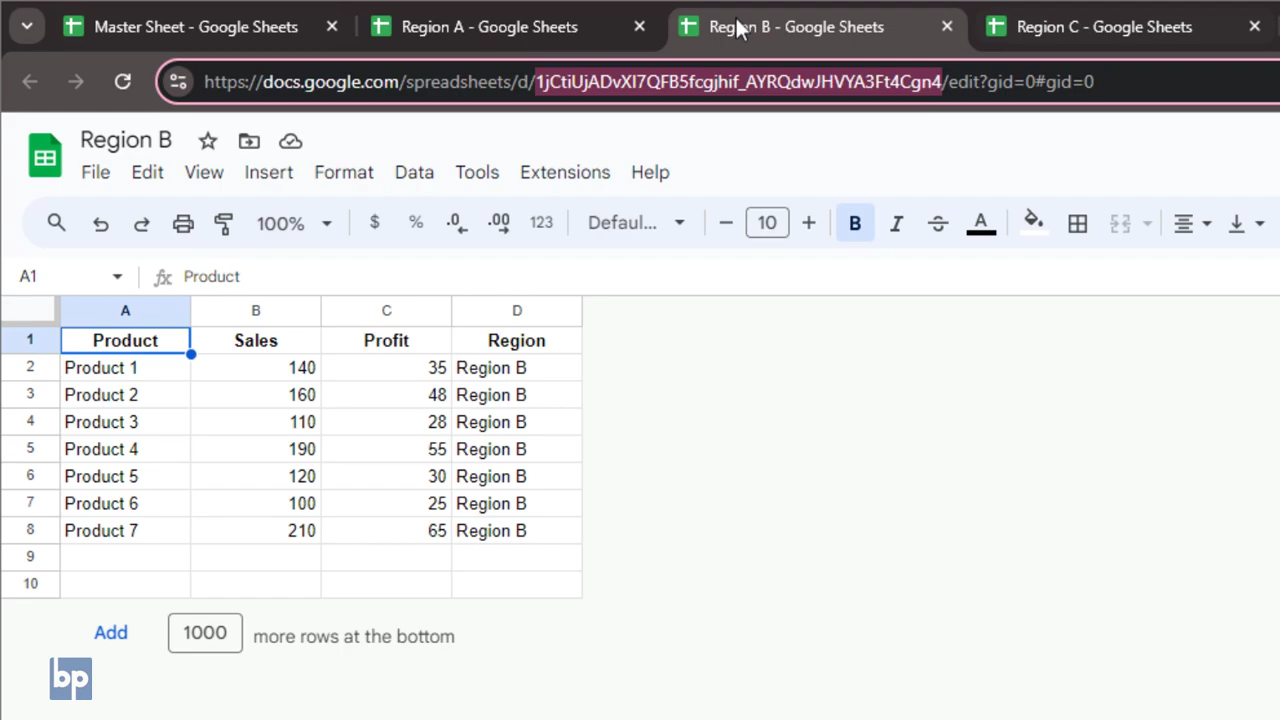 Master Sheet - Google Sheets
Region A - Google Sheets
Region B - Google Sheets
Region C - Google Sheets
https://docs.google.com/spreadsheets/d/1jCtiUjADvXI7QFB5fcgjhif_AYRQdwJHVYA3Ft4Cgn4/edit?gid=0#gid=0
Region B
File Edit View Insert Format Data Tools Extensions Help
100% $ % .0 .00 123 Defaul... − 10 + B I S A
A1 fx Product
A B C D
1 Product Sales Profit Region
2 Product 1 140 35 Region B
3 Product 2 160 48 Region B
4 Product 3 110 28 Region B
5 Product 4 190 55 Region B
6 Product 5 120 30 Region B
7 Product 6 100 25 Region B
8 Product 7 210 65 Region B
9
10
Add 1000 more rows at the bottom
bp